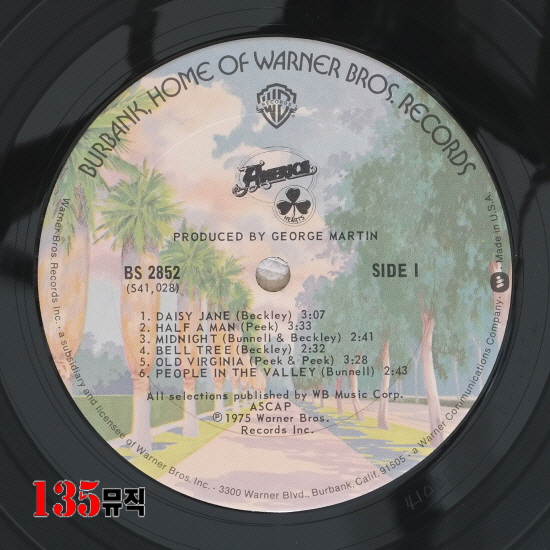 BURBANK, HOME OF WARNER BROS. RECORDS
RECORDS
AMERICA
HEARTS
PRODUCED BY GEORGE MARTIN
BS 2852
SIDE 1
(S41,028)
1. DAISY JANE (Beckley) 3:07
2. HALF A MAN (Peek) 3:33
3. MIDNIGHT (Bunnell & Beckley) 2:41
4. BELL TREE (Beckley) 2:32
5. OLD VIRGINIA (Peek & Peek) 3:28
6. PEOPLE IN THE VALLEY (Bunnell) 2:43
All selections published by WB Music Corp.
ASCAP
℗1975 Warner Bros.
Records Inc.
Warner Bros. Records Inc. · a subsidiary and licensee of Warner Bros. Inc. · 3300 Warner Blvd., Burbank, Calif. 91505 · a Warner Communications Company · Made in U.S.A.
135뮤직